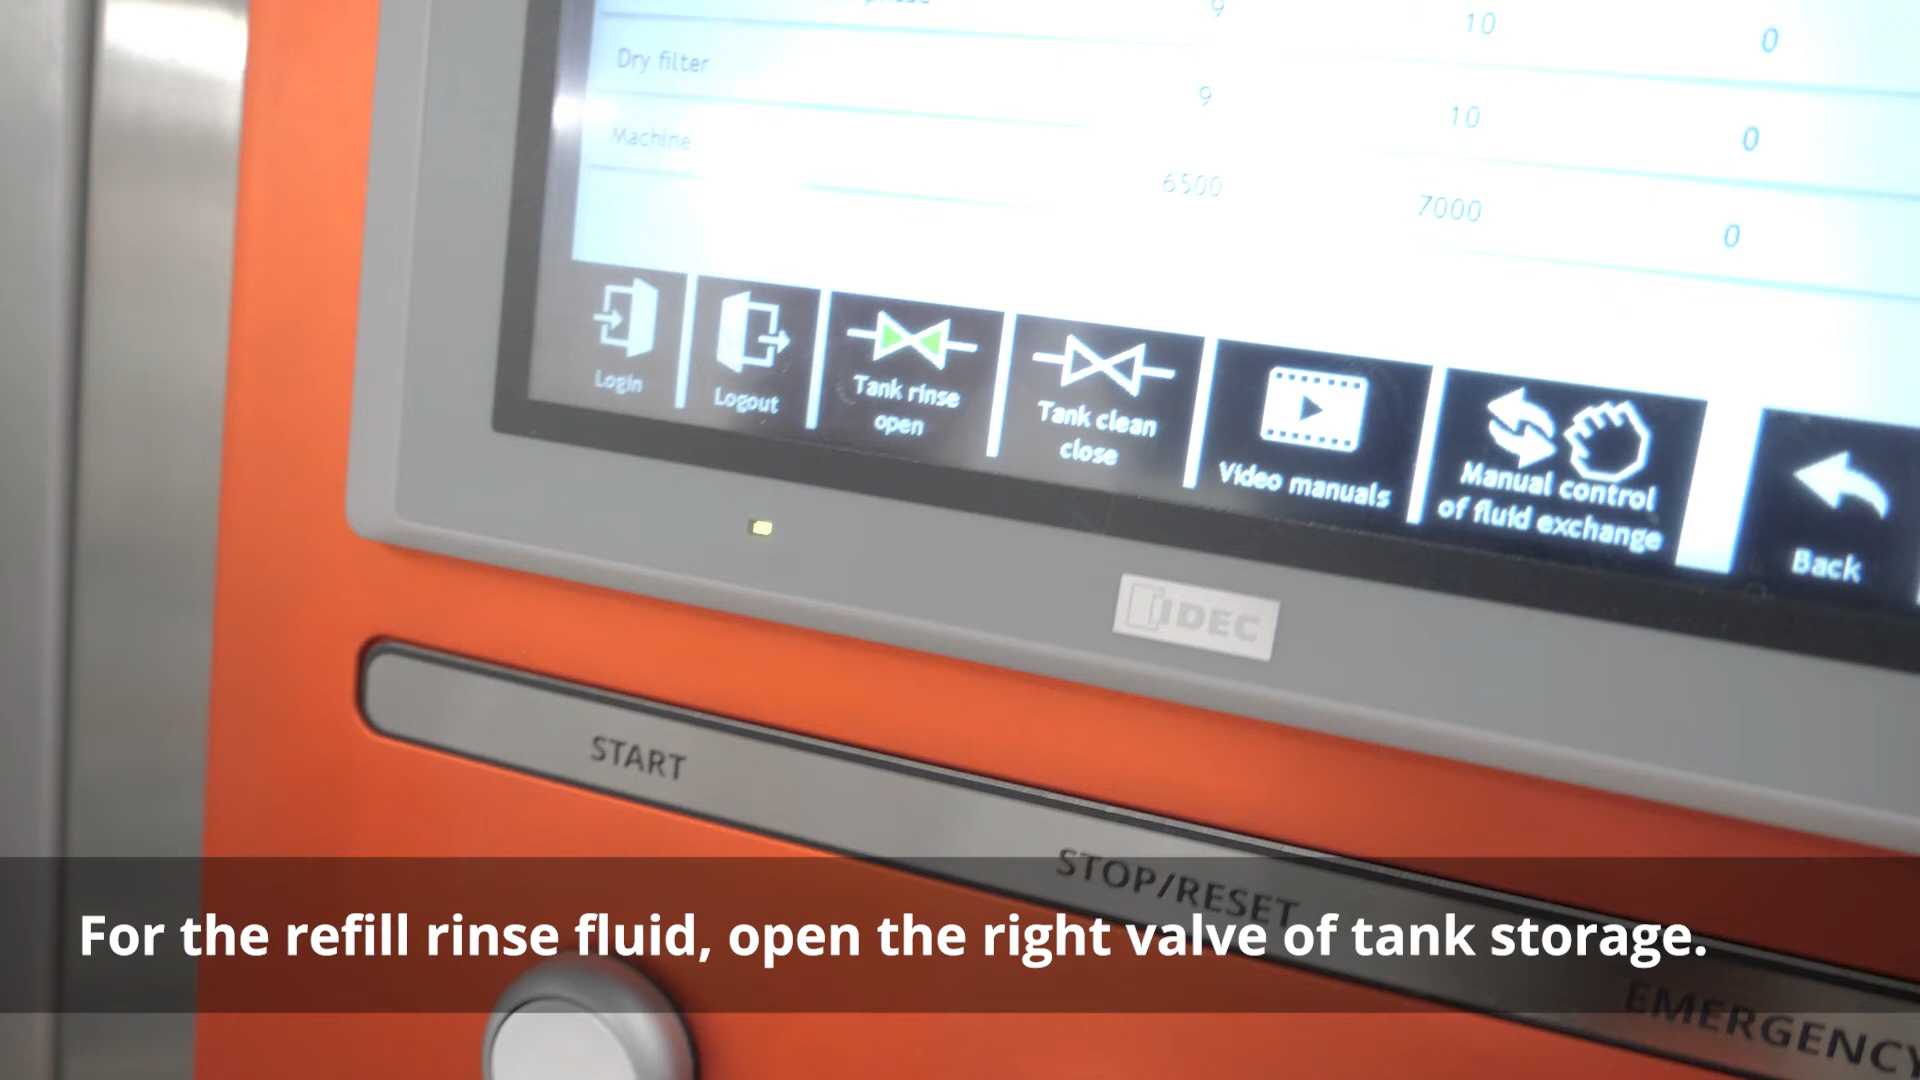 9 10 0
Dry filter 9 10 0
Machine 6500 7000 0
Login
Logout
Tank rinse
open
Tank clean
close
Video manuals
Manual control
of fluid exchange
Back
IDEC
START
STOP/RESET
EMERGENCY
For the refill rinse fluid, open the right valve of tank storage.